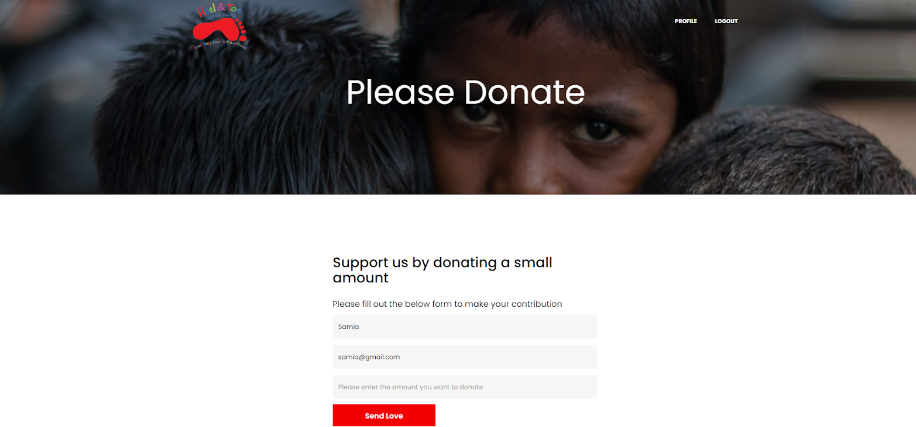 PROFILE LOGOUT
Please Donate
Support us by donating a small
amount
Please fill out the below form to make your contribution
Samia
samia@gmail.com
Please enter the amount you want to donate
Send Love